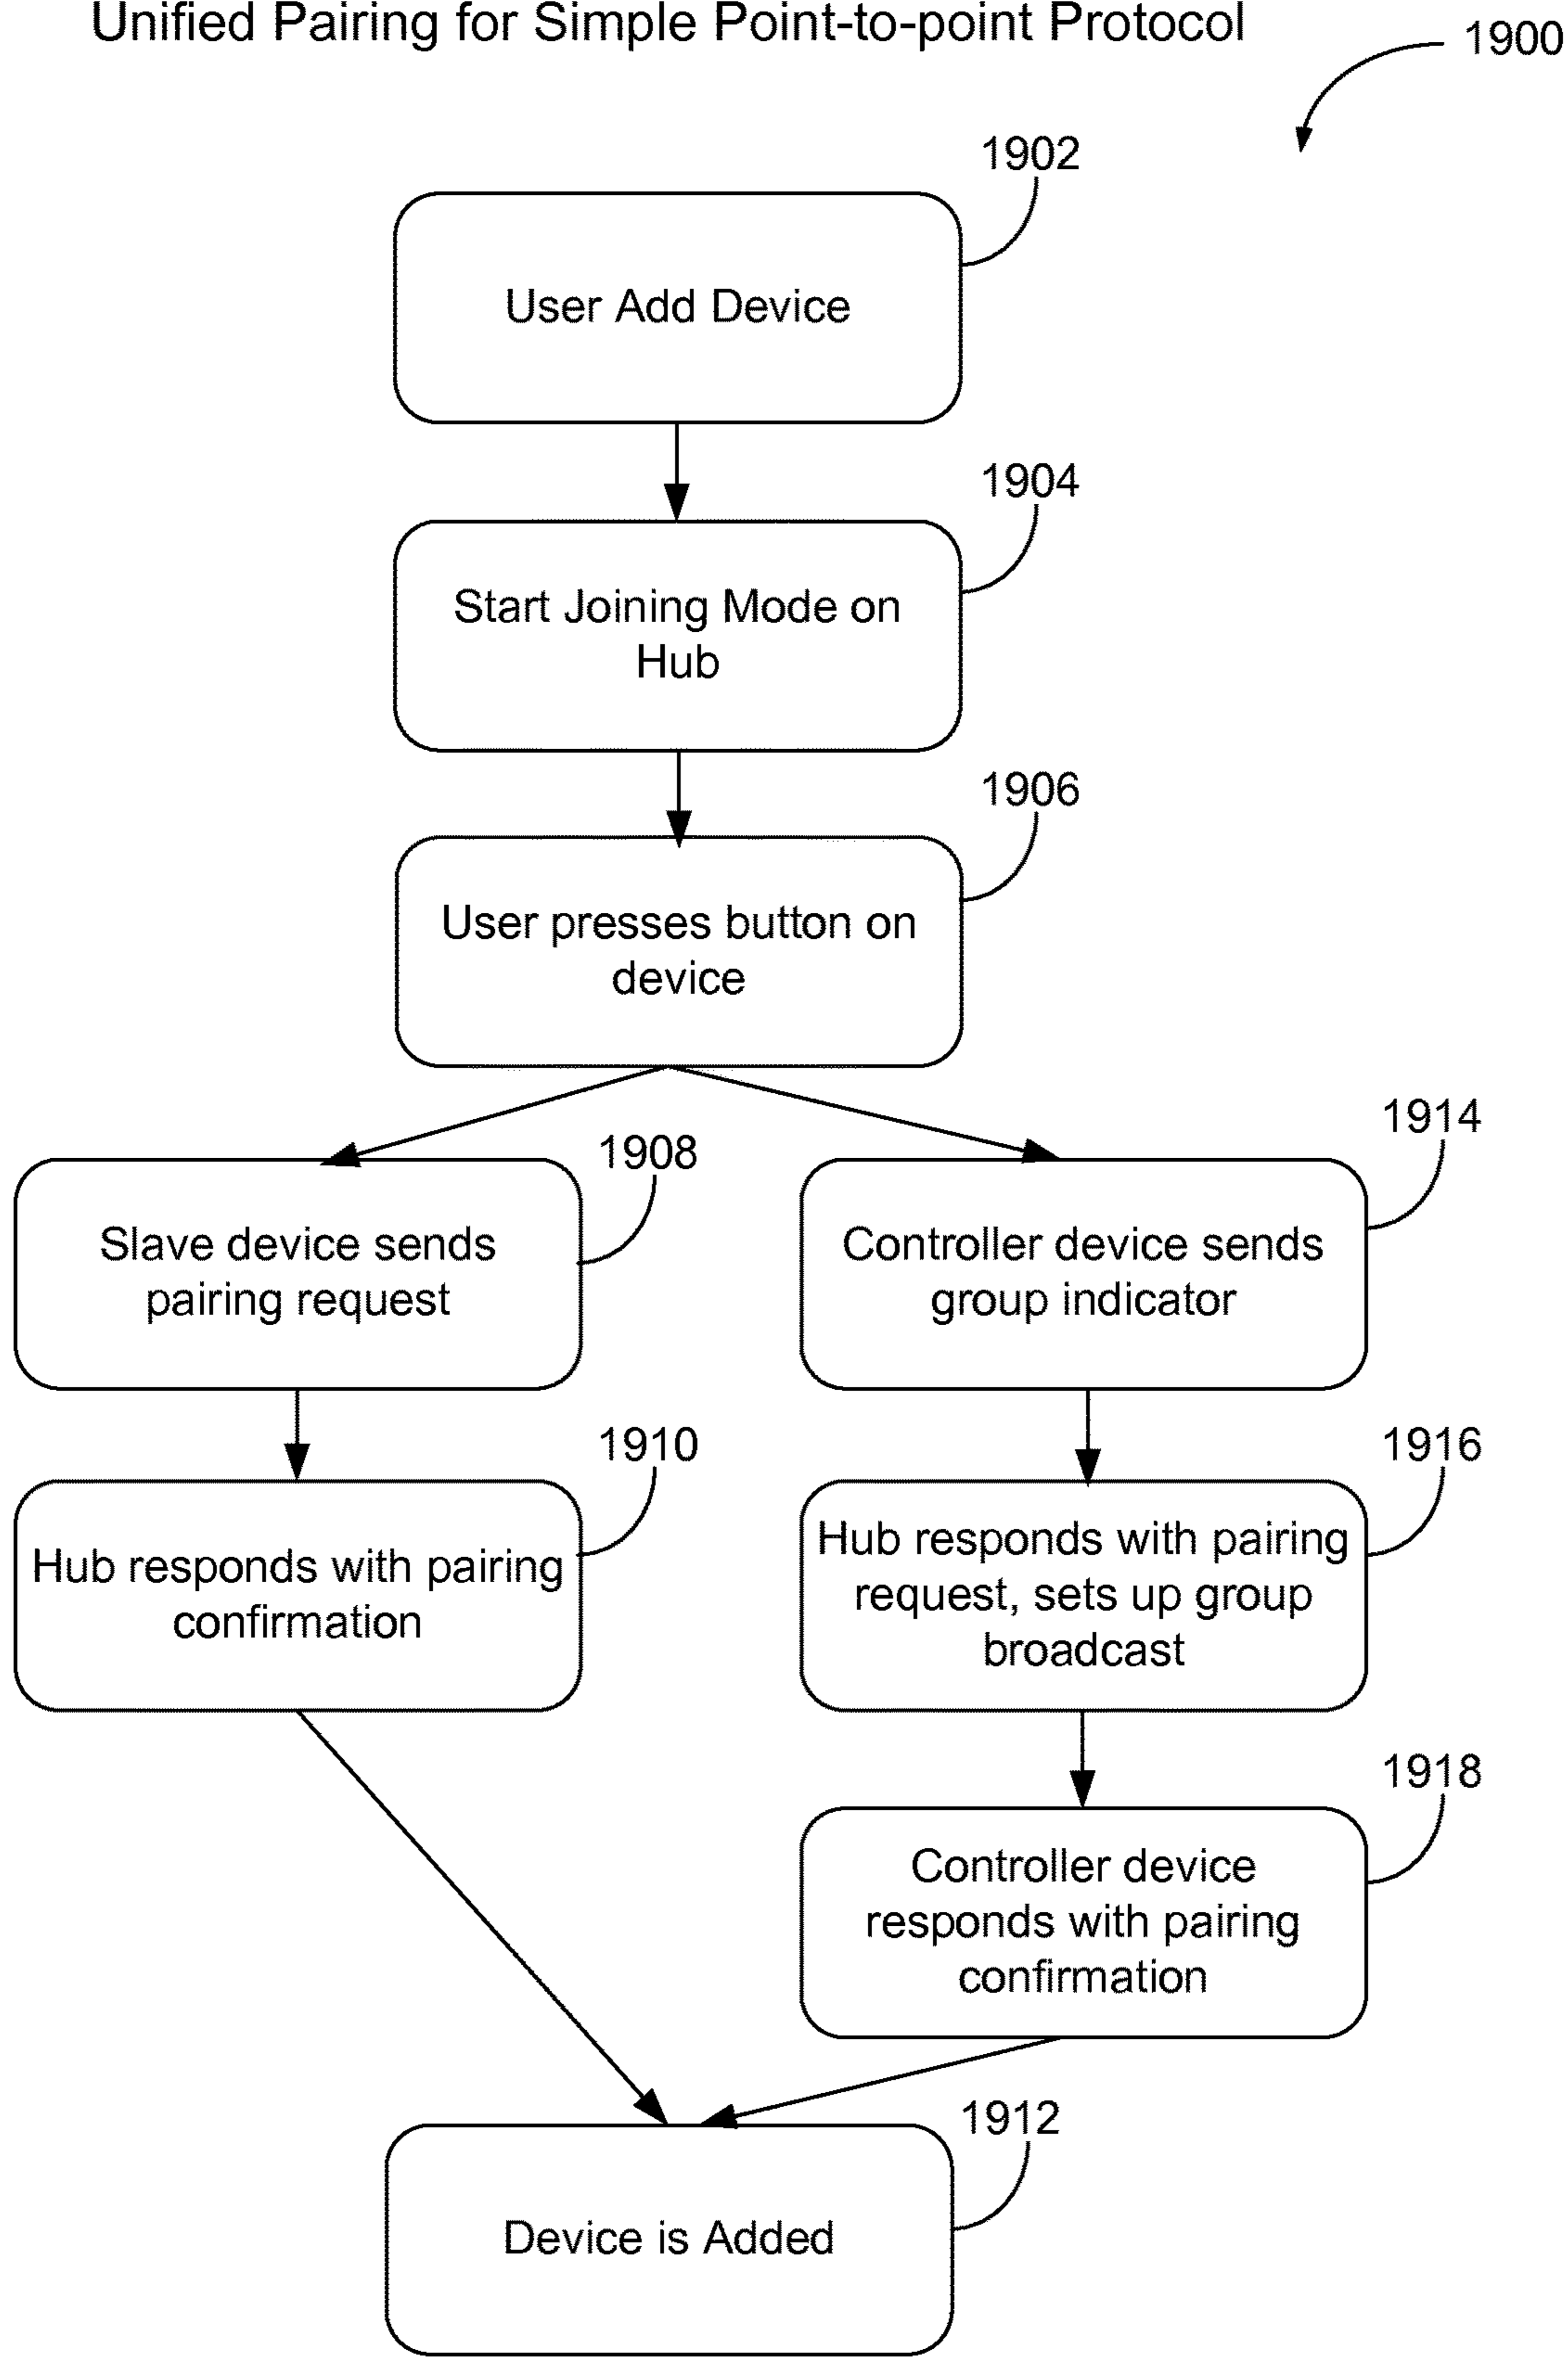 Unified Pairing for Simple Point-to-point Protocol
1900
1902
User Add Device
1904
Start Joining Mode on
Hub
1906
User presses button on
device
1908
Slave device sends
pairing request
1910
Hub responds with pairing
confirmation
1914
Controller device sends
group indicator
1916
Hub responds with pairing
request, sets up group
broadcast
1918
Controller device
responds with pairing
confirmation
1912
Device is Added